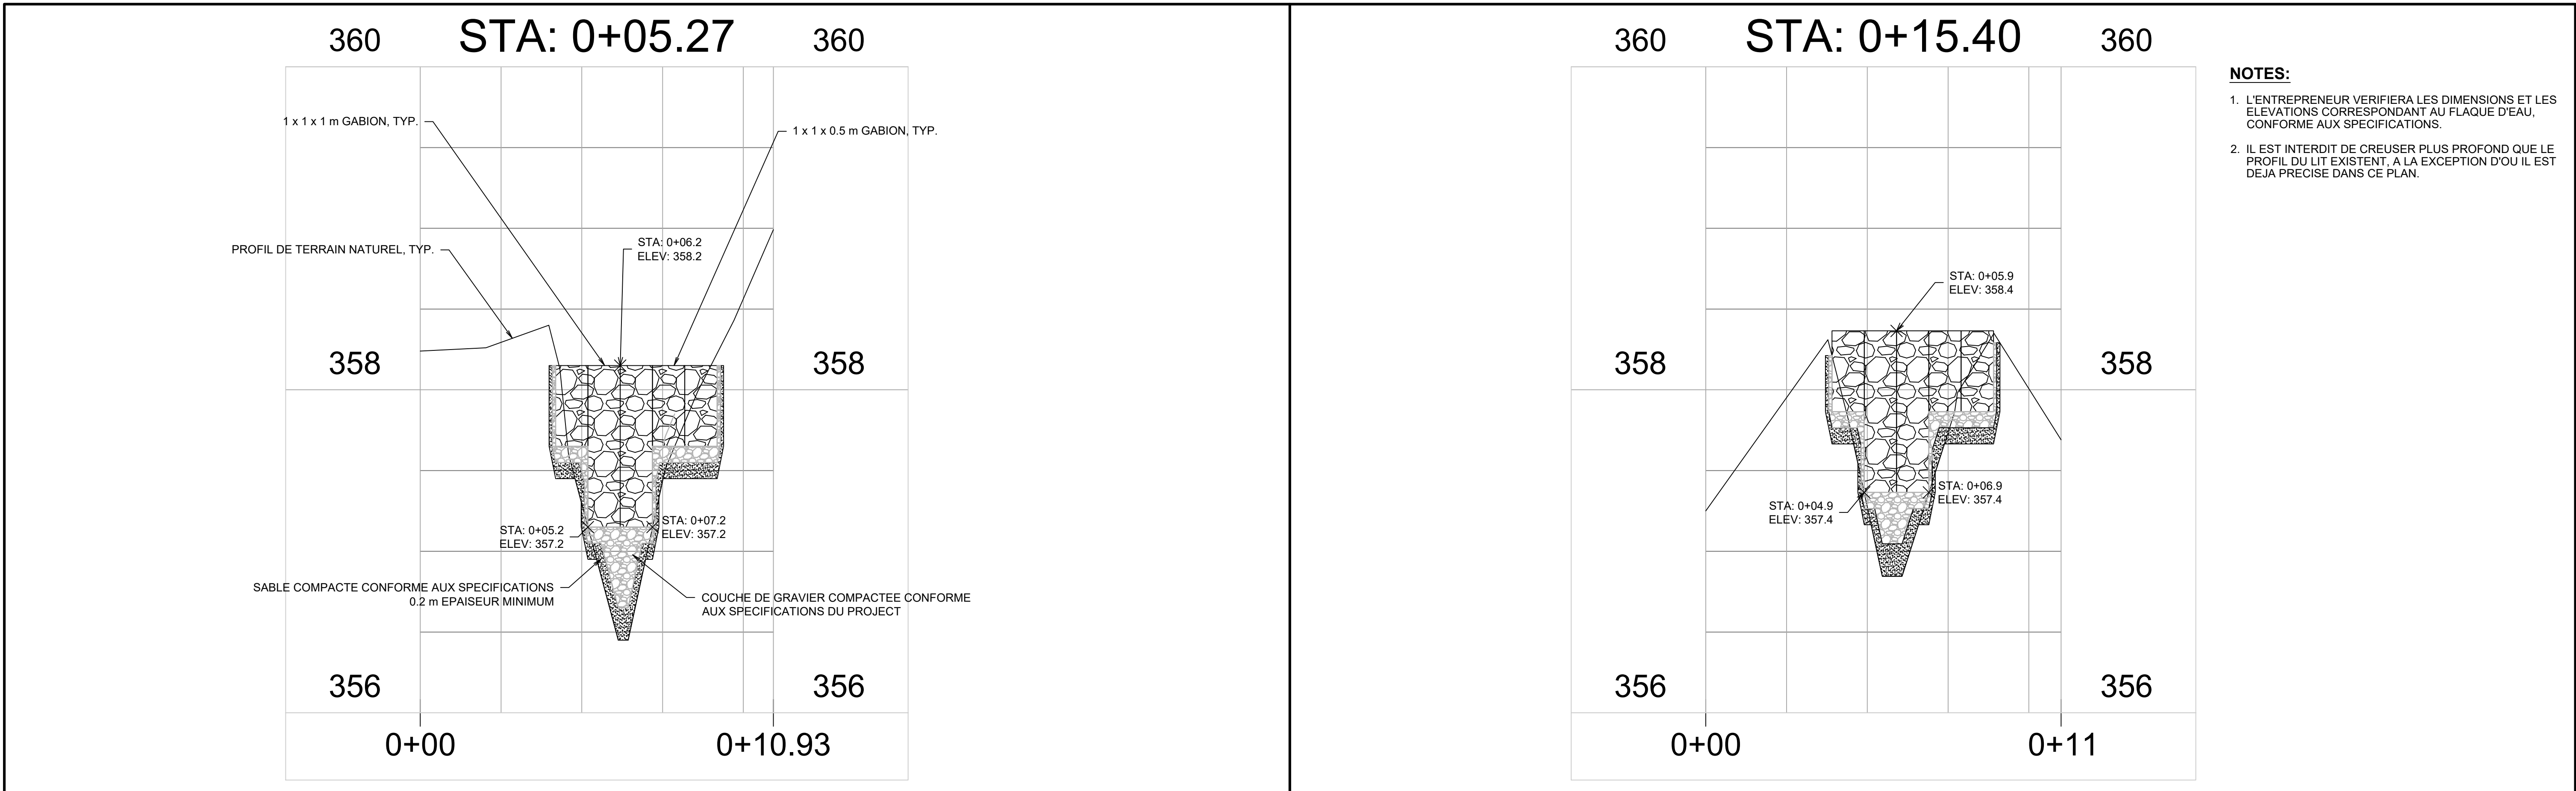 STA: 0+05.27
360
360
1 x 1 x 1 m GABION, TYP.
1 x 1 x 0.5 m GABION, TYP.
PROFIL DE TERRAIN NATUREL, TYP.
STA: 0+06.2
ELEV: 358.2
358
358
STA: 0+05.2
ELEV: 357.2
STA: 0+07.2
ELEV: 357.2
SABLE COMPACTE CONFORME AUX SPECIFICATIONS
0.2 m EPAISEUR MINIMUM
COUCHE DE GRAVIER COMPACTEE CONFORME
AUX SPECIFICATIONS DU PROJECT
356
356
0+00
0+10.93
STA: 0+15.40
360
360
STA: 0+05.9
ELEV: 358.4
358
358
STA: 0+04.9
ELEV: 357.4
STA: 0+06.9
ELEV: 357.4
356
356
0+00
0+11
NOTES:
1. L'ENTREPRENEUR VERIFIERA LES DIMENSIONS ET LES
ELEVATIONS CORRESPONDANT AU FLAQUE D'EAU,
CONFORME AUX SPECIFICATIONS.
2. IL EST INTERDIT DE CREUSER PLUS PROFOND QUE LE
PROFIL DU LIT EXISTENT, A LA EXCEPTION D'OU IL EST
DEJA PRECISE DANS CE PLAN.